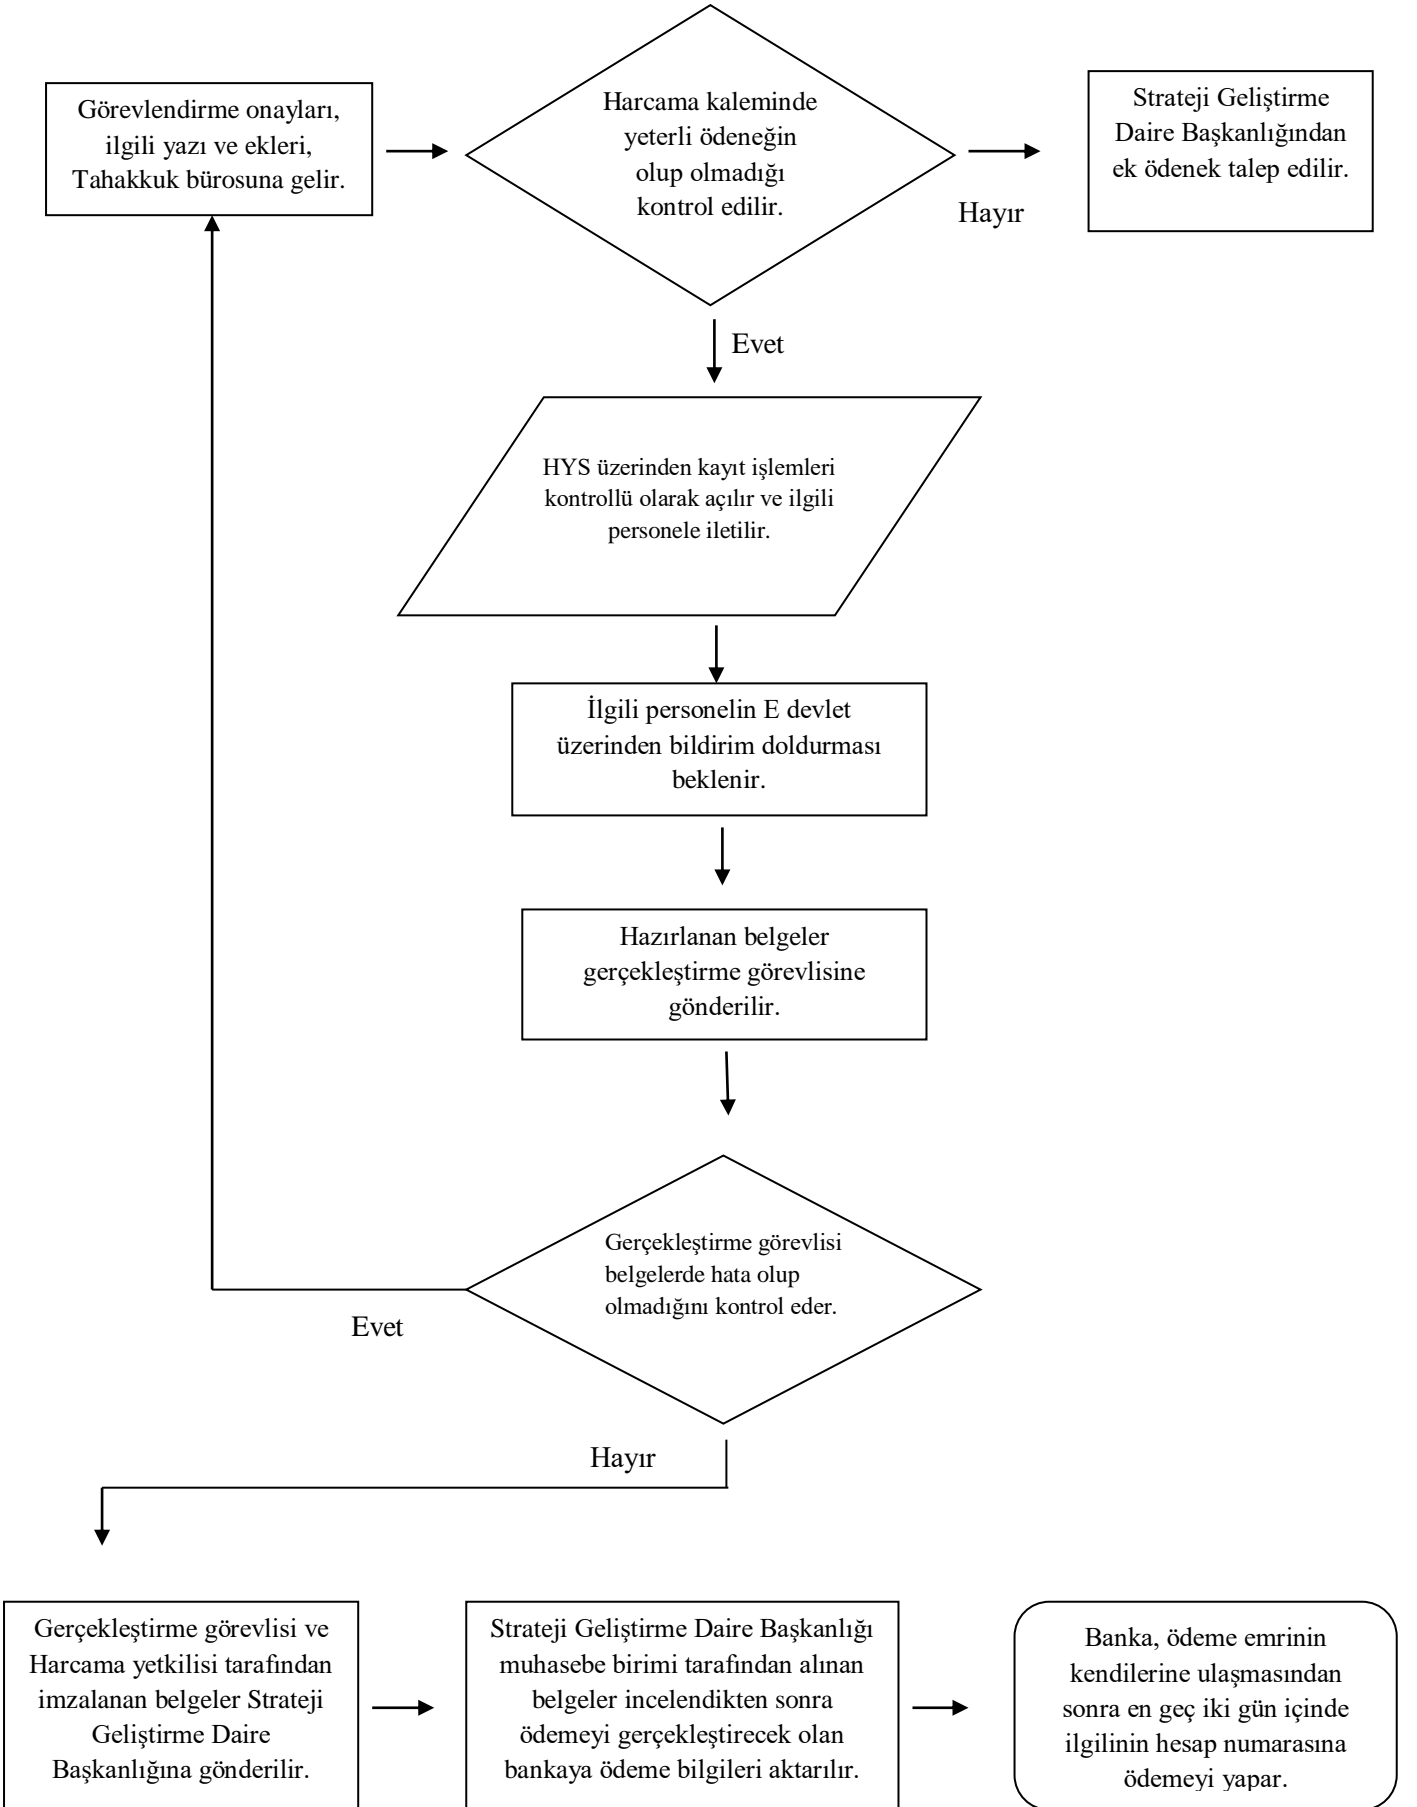 Görevlendirme onayları,
ilgili yazı ve ekleri,
Tahakkuk bürosuna gelir.
Harcama kaleminde
yeterli ödeneğin
olup olmadığı
kontrol edilir.
Hayır
Strateji Geliştirme
Daire Başkanlığından
ek ödenek talep edilir.
Evet
HYS üzerinden kayıt işlemleri
kontrollü olarak açılır ve ilgili
personele iletilir.
İlgili personelin E devlet
üzerinden bildirim doldurması
beklenir.
Hazırlanan belgeler
gerçekleştirme görevlisine
gönderilir.
Gerçekleştirme görevlisi
belgelerde hata olup
olmadığını kontrol eder.
Evet
Hayır
Gerçekleştirme görevlisi ve
Harcama yetkilisi tarafından
imzalanan belgeler Strateji
Geliştirme Daire
Başkanlığına gönderilir.
Strateji Geliştirme Daire Başkanlığı
muhasebe birimi tarafından alınan
belgeler incelendikten sonra
ödemeyi gerçekleştirecek olan
bankaya ödeme bilgileri aktarılır.
Banka, ödeme emrinin
kendilerine ulaşmasından
sonra en geç iki gün içinde
ilgilinin hesap numarasına
ödemeyi yapar.